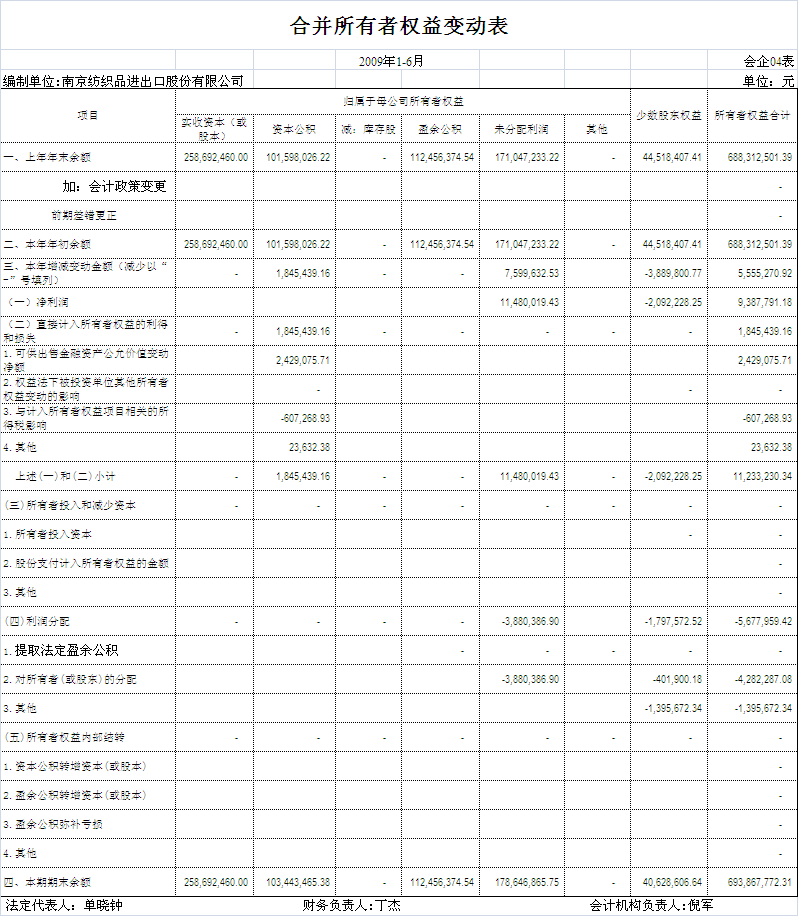 合并所有者权益变动表
2009年1-6月 会企04表
编制单位:南京纺织品进出口股份有限公司 单位：元
项目 归属于母公司所有者权益 少数股东权益 所有者权益合计
实收资本（或股本） 资本公积 减：库存股 盈余公积 未分配利润 其他
一、上年年末余额 258,692,460.00 101,598,026.22 - 112,456,374.54 171,047,233.22 - 44,518,407.41 688,312,501.39
加：会计政策变更 -
前期差错更正 -
二、本年年初余额 258,692,460.00 101,598,026.22 - 112,456,374.54 171,047,233.22 - 44,518,407.41 688,312,501.39
三、本年增减变动金额（减少以“-”号填列） - 1,845,439.16 - - 7,599,632.53 - -3,889,800.77 5,555,270.92
（一）净利润 11,480,019.43 -2,092,228.25 9,387,791.18
（二）直接计入所有者权益的利得和损失 - 1,845,439.16 - - - - - 1,845,439.16
1.可供出售金融资产公允价值变动净额 2,429,075.71 2,429,075.71
2.权益法下被投资单位其他所有者权益变动的影响 - - -
3.与计入所有者权益项目相关的所得税影响 -607,268.93 -607,268.93
4.其他 23,632.38 23,632.38
上述(一)和(二)小计 - 1,845,439.16 - - 11,480,019.43 - -2,092,228.25 11,233,230.34
(三)所有者投入和减少资本 - - - - - - - -
1.所有者投入资本 - -
2.股份支付计入所有者权益的金额 -
3.其他 -
(四)利润分配 - - - - -3,880,386.90 - -1,797,572.52 -5,677,959.42
1.提取法定盈余公积 - - - - -
2.对所有者(或股东)的分配 -3,880,386.90 -401,900.18 -4,282,287.08
3.其他 -1,395,672.34 -1,395,672.34
(五)所有者权益内部结转 - - - - - - - -
1.资本公积转增资本(或股本) -
2.盈余公积转增资本(或股本) -
3.盈余公积弥补亏损 -
4.其他 -
四、本期期末余额 258,692,460.00 103,443,465.38 - 112,456,374.54 178,646,865.75 - 40,628,606.64 693,867,772.31
法定代表人：单晓钟 财务负责人:丁杰 会计机构负责人:倪军